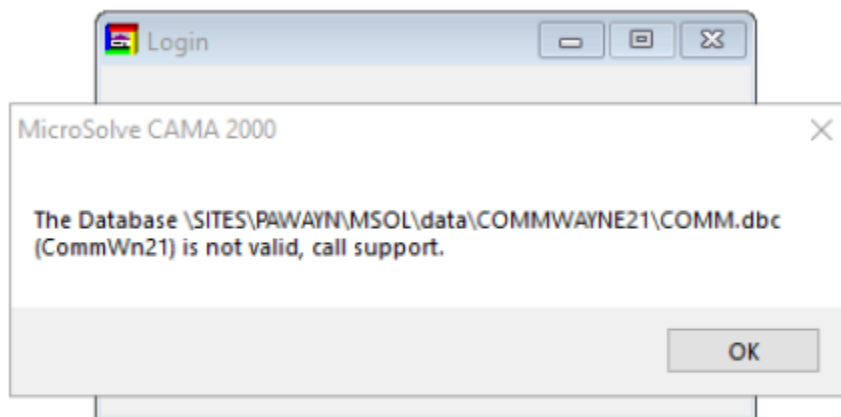 Login
MicroSolve CAMA 2000
The Database \SITES\PAWAYN\MSOL\data\COMMWAYNE21\COMM.dbc
(CommWn21) is not valid, call support.
OK